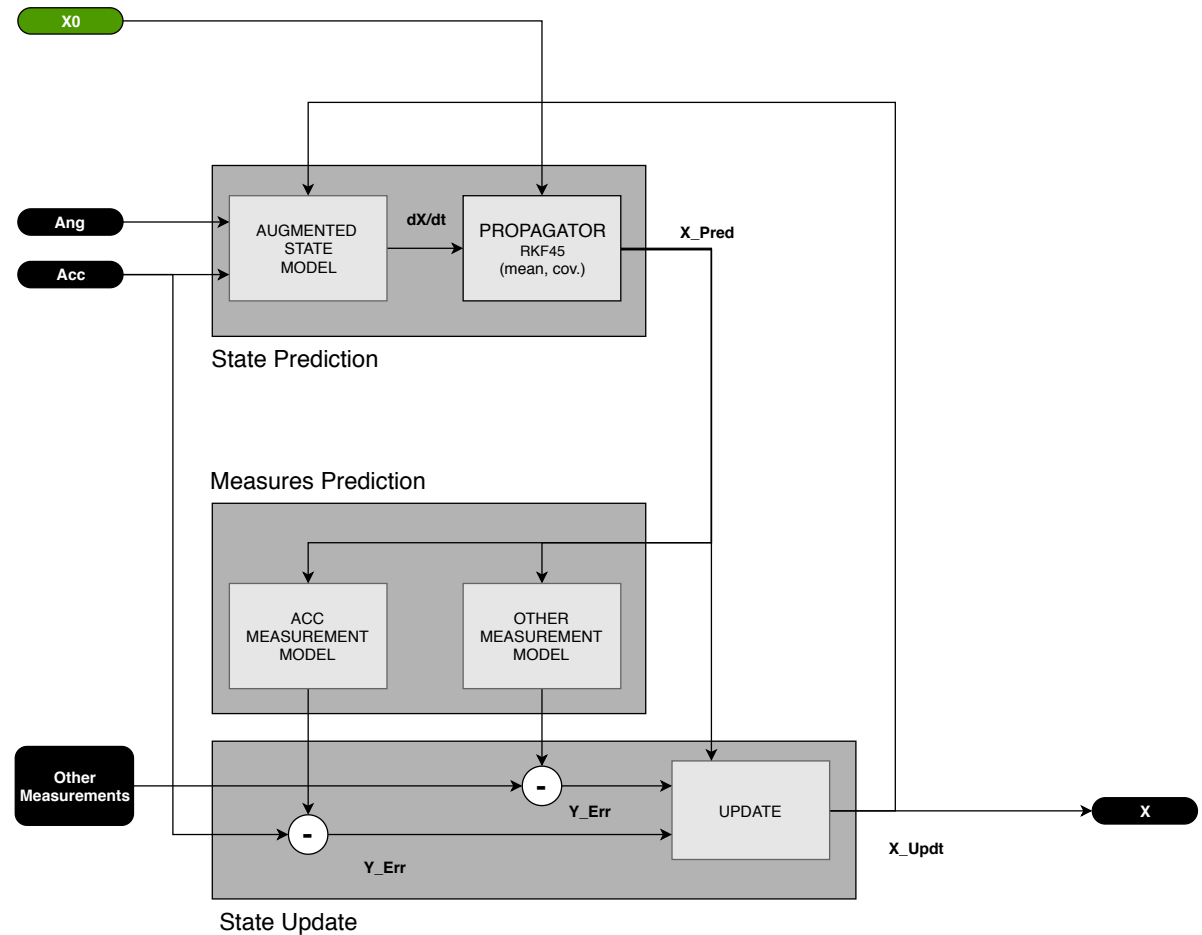 X0
Ang
Acc
AUGMENTED
STATE
MODEL
dX/dt
PROPAGATOR
RKF45
(mean, cov.)
X_Pred
State Prediction
Measures Prediction
ACC
MEASUREMENT
MODEL
OTHER
MEASUREMENT
MODEL
Other
Measurements
-
Y_Err
-
Y_Err
UPDATE
X_Updt
X
State Update